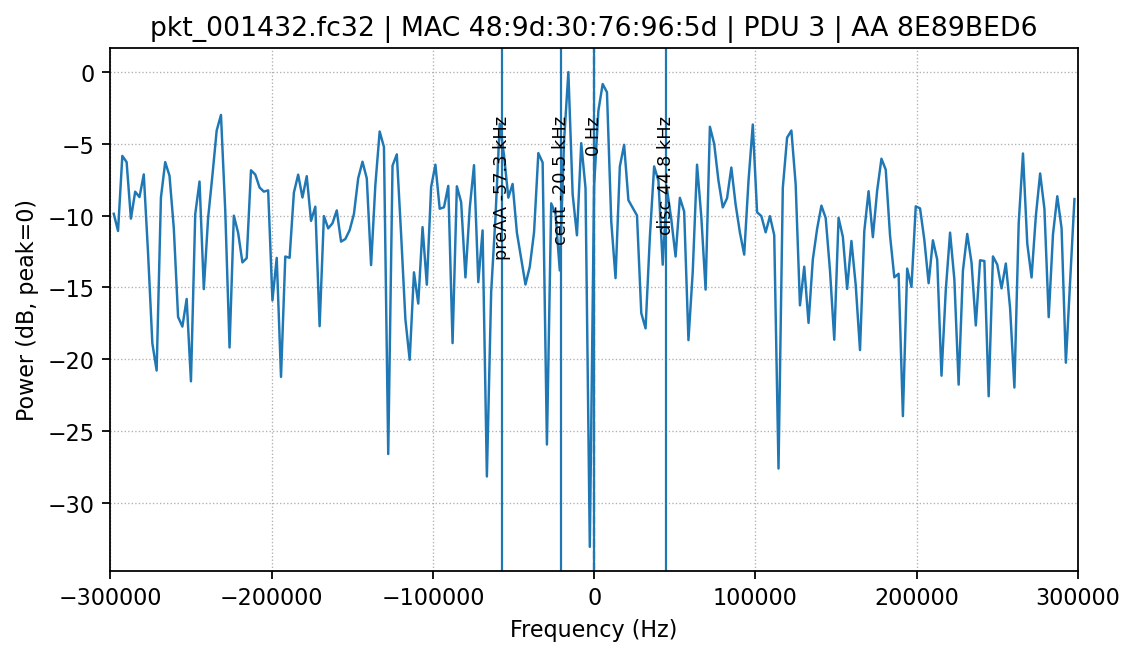 pkt_001432.fc32 | MAC 48:9d:30:76:96:5d | PDU 3 | AA 8E89BED6
0
−5
−10
−15
−20
−25
−30
Power (dB, peak=0)
preAA -57.3 kHz
cent -20.5 kHz
0 Hz
disc 44.8 kHz
−300000
−200000
−100000
0
100000
200000
300000
Frequency (Hz)